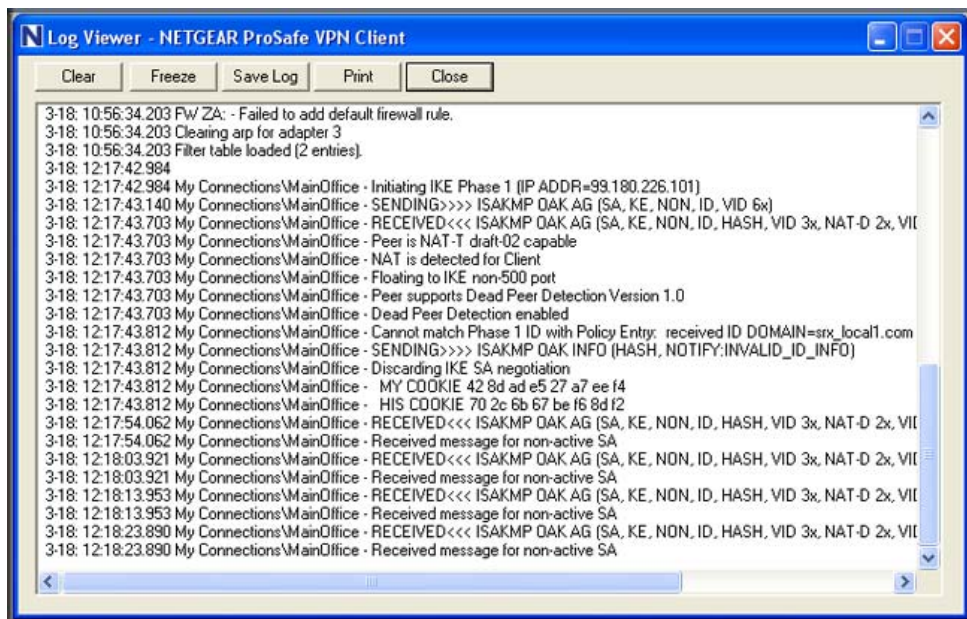 N Log Viewer - NETGEAR ProSafe VPN Client
Clear Freeze Save Log Print Close
3-18: 10:56:34.203 FW ZA: - Failed to add default firewall rule.
3-18: 10:56:34.203 Clearing arp for adapter 3
3-18: 10:56:34.203 Filter table loaded (2 entries).
3-18: 12:17:42.984
3-18: 12:17:42.984 My Connections\MainOffice - Initiating IKE Phase 1 (IP ADDR=99.180.226.101)
3-18: 12:17:43.140 My Connections\MainOffice - SENDING>>>> ISAKMP OAK AG (SA, KE, NON, ID, VID 6x)
3-18: 12:17:43.703 My Connections\MainOffice - RECEIVED<<< ISAKMP OAK AG (SA, KE, NON, ID, HASH, VID 3x, NAT-D 2x, VID
3-18: 12:17:43.703 My Connections\MainOffice - Peer is NAT-T draft-02 capable
3-18: 12:17:43.703 My Connections\MainOffice - NAT is detected for Client
3-18: 12:17:43.703 My Connections\MainOffice - Floating to IKE non-500 port
3-18: 12:17:43.703 My Connections\MainOffice - Peer supports Dead Peer Detection Version 1.0
3-18: 12:17:43.703 My Connections\MainOffice - Dead Peer Detection enabled
3-18: 12:17:43.812 My Connections\MainOffice - Cannot match Phase 1 ID with Policy Entry: received ID DOMAIN=srx_local1.com
3-18: 12:17:43.812 My Connections\MainOffice - SENDING>>>> ISAKMP OAK INFO (HASH, NOTIFY:INVALID_ID_INFO)
3-18: 12:17:43.812 My Connections\MainOffice - Discarding IKE SA negotiation
3-18: 12:17:43.812 My Connections\MainOffice - MY COOKIE 42 8d ad e5 27 a7 ee f4
3-18: 12:17:43.812 My Connections\MainOffice - HIS COOKIE 70 2c 6b 67 be f6 8d f2
3-18: 12:17:54.062 My Connections\MainOffice - RECEIVED<<< ISAKMP OAK AG (SA, KE, NON, ID, HASH, VID 3x, NAT-D 2x, VID
3-18: 12:17:54.062 My Connections\MainOffice - Received message for non-active SA
3-18: 12:18:03.921 My Connections\MainOffice - RECEIVED<<< ISAKMP OAK AG (SA, KE, NON, ID, HASH, VID 3x, NAT-D 2x, VID
3-18: 12:18:03.921 My Connections\MainOffice - Received message for non-active SA
3-18: 12:18:13.953 My Connections\MainOffice - RECEIVED<<< ISAKMP OAK AG (SA, KE, NON, ID, HASH, VID 3x, NAT-D 2x, VID
3-18: 12:18:13.953 My Connections\MainOffice - Received message for non-active SA
3-18: 12:18:23.890 My Connections\MainOffice - RECEIVED<<< ISAKMP OAK AG (SA, KE, NON, ID, HASH, VID 3x, NAT-D 2x, VID
3-18: 12:18:23.890 My Connections\MainOffice - Received message for non-active SA